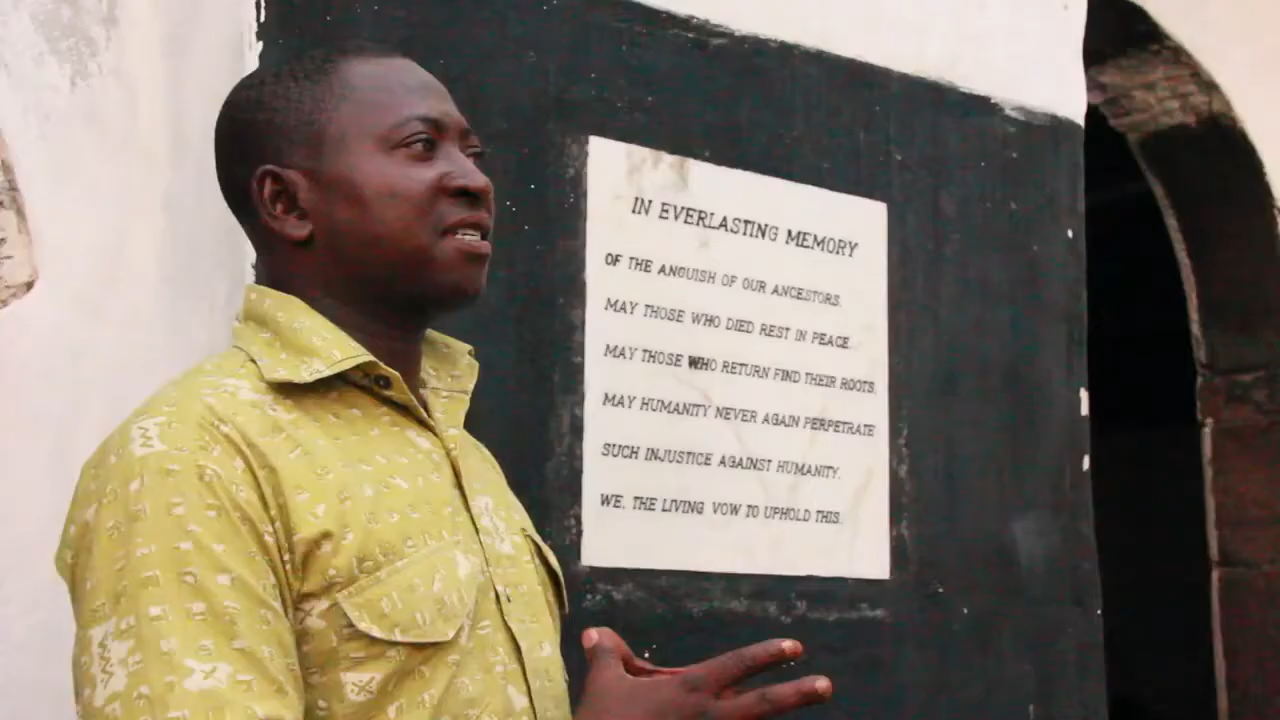 IN EVERLASTING MEMORY
OF THE ANGUISH OF OUR ANCESTORS.
MAY THOSE WHO DIED REST IN PEACE.
MAY THOSE WHO RETURN FIND THEIR ROOTS.
MAY HUMANITY NEVER AGAIN PERPETRATE
SUCH INJUSTICE AGAINST HUMANITY.
WE, THE LIVING VOW TO UPHOLD THIS.